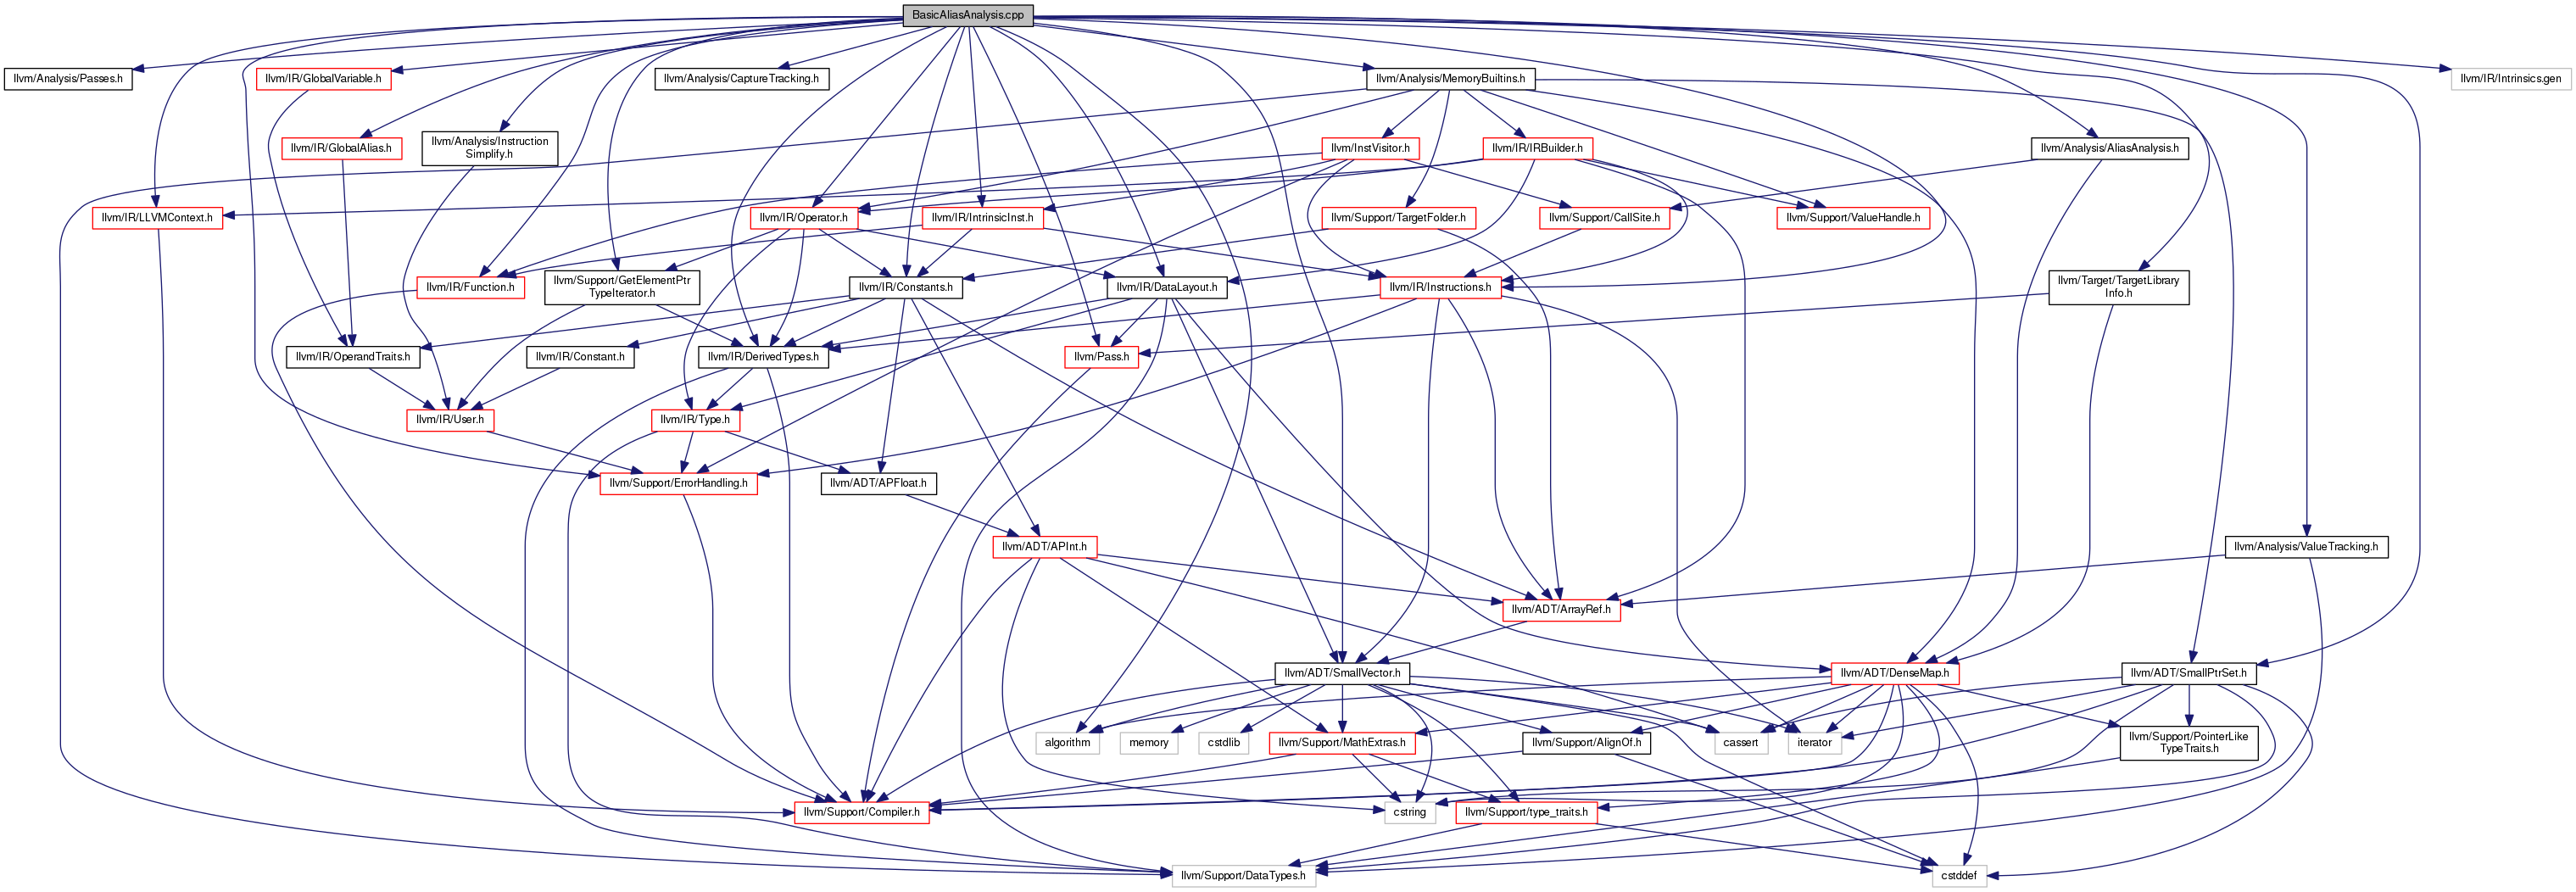 BasicAliasAnalysis.cpp
llvm/Analysis/Passes.h
llvm/IR/GlobalVariable.h
llvm/Analysis/CaptureTracking.h
llvm/Analysis/MemoryBuiltins.h
llvm/IR/Intrinsics.gen
llvm/IR/GlobalAlias.h
llvm/Analysis/Instruction
Simplify.h
llvm/InstVisitor.h
llvm/IR/IRBuilder.h
llvm/Analysis/AliasAnalysis.h
llvm/IR/LLVMContext.h
llvm/IR/Operator.h
llvm/IR/IntrinsicInst.h
llvm/Support/TargetFolder.h
llvm/Support/CallSite.h
llvm/Support/ValueHandle.h
llvm/IR/Function.h
llvm/Support/GetElementPtr
TypeIterator.h
llvm/IR/Constants.h
llvm/IR/DataLayout.h
llvm/IR/Instructions.h
llvm/Target/TargetLibrary
Info.h
llvm/IR/OperandTraits.h
llvm/IR/Constant.h
llvm/IR/DerivedTypes.h
llvm/Pass.h
llvm/IR/User.h
llvm/IR/Type.h
llvm/Support/ErrorHandling.h
llvm/ADT/APFloat.h
llvm/ADT/APInt.h
llvm/Analysis/ValueTracking.h
llvm/ADT/ArrayRef.h
llvm/ADT/SmallVector.h
llvm/ADT/DenseMap.h
llvm/ADT/SmallPtrSet.h
algorithm
memory
cstdlib
llvm/Support/MathExtras.h
llvm/Support/AlignOf.h
cassert
iterator
llvm/Support/PointerLike
TypeTraits.h
llvm/Support/Compiler.h
cstring
llvm/Support/type_traits.h
llvm/Support/DataTypes.h
cstddef